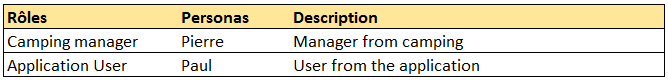 Rôles Personas Description
Camping manager Pierre Manager from camping
Application User Paul User from the application